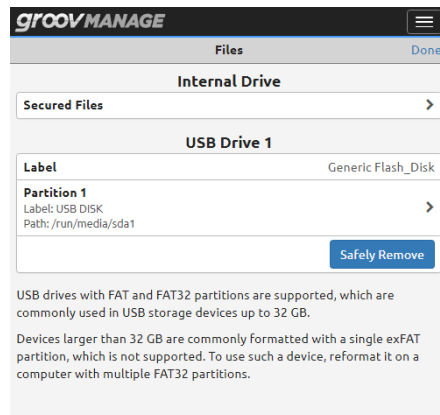 groov MANAGE
Files
Done
Internal Drive
Secured Files
USB Drive 1
Label
Generic Flash_Disk
Partition 1
Label: USB DISK
Path: /run/media/sda1
Safely Remove
USB drives with FAT and FAT32 partitions are supported, which are
commonly used in USB storage devices up to 32 GB.
Devices larger than 32 GB are commonly formatted with a single exFAT
partition, which is not supported. To use such a device, reformat it on a
computer with multiple FAT32 partitions.